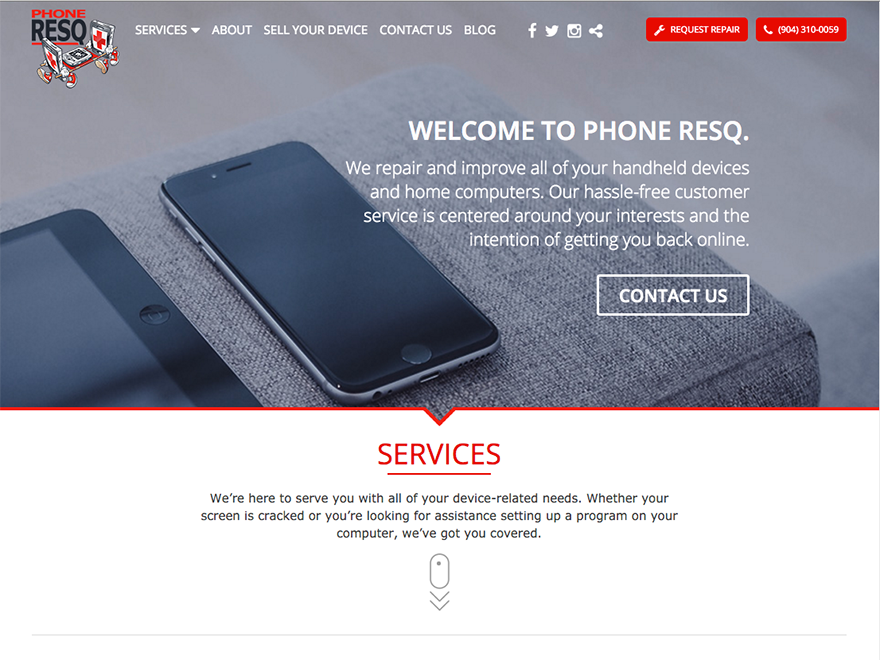 PHONE
RESQ
SERVICES
ABOUT
SELL YOUR DEVICE
CONTACT US
BLOG
REQUEST REPAIR
(904) 310-0059
WELCOME TO PHONE RESQ.
We repair and improve all of your handheld devices
and home computers. Our hassle-free customer
service is centered around your interests and the
intention of getting you back online.
CONTACT US
SERVICES
We’re here to serve you with all of your device-related needs. Whether your
screen is cracked or you’re looking for assistance setting up a program on your
computer, we’ve got you covered.